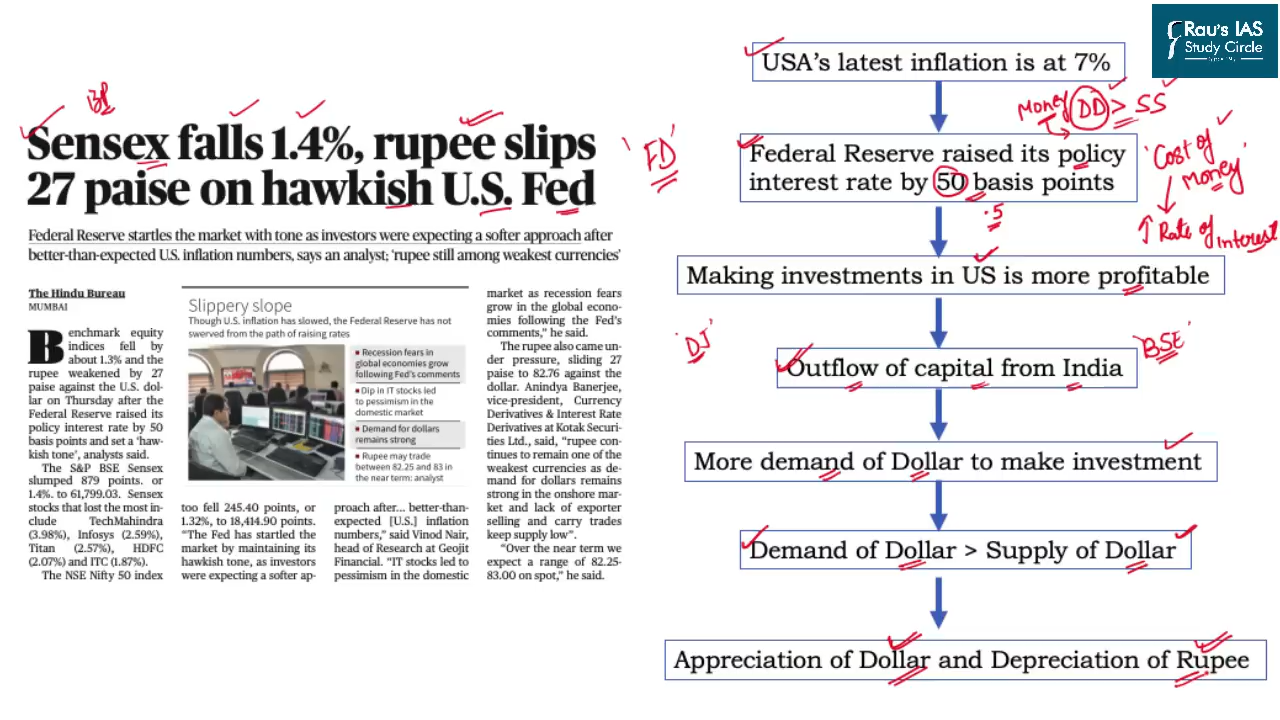 Rau's IAS
Study Circle
Sensex falls 1.4%, rupee slips
27 paise on hawkish U.S. Fed
Federal Reserve startles the market with tone as investors were expecting a softer approach after
better-than-expected U.S. inflation numbers, says an analyst; ‘rupee still among weakest currencies’
The Hindu Bureau
MUMBAI
Benchmark equity
indices fell by
about 1.3% and the
rupee weakened by 27
paise against the U.S. dol-
lar on Thursday after the
Federal Reserve raised its
policy interest rate by 50
basis points and set a ‘haw-
kish tone’, analysts said.
The S&P BSE Sensex
slumped 879 points. or
1.4%. to 61,799.03. Sensex
stocks that lost the most in-
clude TechMahindra
(3.98%), Infosys (2.59%),
Titan (2.57%), HDFC
(2.07%) and ITC (1.87%).
The NSE Nifty 50 index
Slippery slope
Though U.S. inflation has slowed, the Federal Reserve has not
swerved from the path of raising rates
■ Recession fears in
global economies grow
following Fed's comments
■ Dip in IT stocks led
to pessimism in the
domestic market
■ Demand for dollars
remains strong
■ Rupee may trade
between 82.25 and 83 in
the near term: analyst
too fell 245.40 points, or
1.32%, to 18,414.90 points.
“The Fed has startled the
market by maintaining its
hawkish tone, as investors
were expecting a softer ap-
proach after... better-than-
expected [U.S.] inflation
numbers,” said Vinod Nair,
head of Research at Geojit
Financial. “IT stocks led to
pessimism in the domestic
market as recession fears
grow in the global econo-
mies following the Fed’s
comments,” he said.
The rupee also came un-
der pressure, sliding 27
paise to 82.76 against the
dollar. Anindya Banerjee,
vice-president, Currency
Derivatives & Interest Rate
Derivatives at Kotak Securi-
ties Ltd., said, “rupee con-
tinues to remain one of the
weakest currencies as de-
mand for dollars remains
strong in the onshore mar-
ket and lack of exporter
selling and carry trades
keep supply low”.
“Over the near term we
expect a range of 82.25-
83.00 on spot,” he said.
USA’s latest inflation is at 7%
Money DD > SS
'FD'
Federal Reserve raised its policy
interest rate by 50 basis points
.5
'Cost of
Money'
↑ Rate of Interest
Making investments in US is more profitable
'DJ'
'BSE'
Outflow of capital from India
More demand of Dollar to make investment
Demand of Dollar > Supply of Dollar
Appreciation of Dollar and Depreciation of Rupee